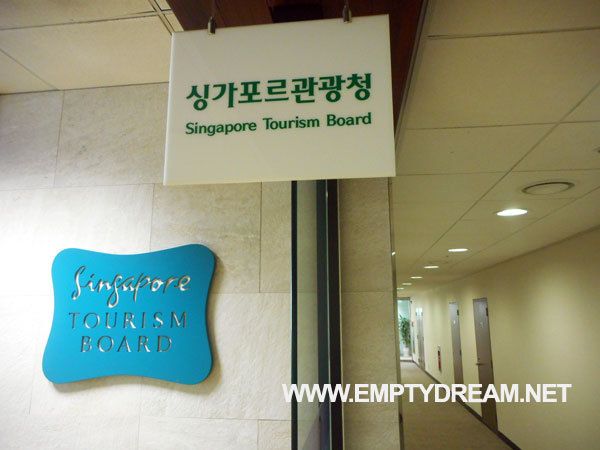 싱가포르관광청
Singapore Tourism Board
Singapore
TOURISM
BOARD
WWW.EMPTYDREAM.NET